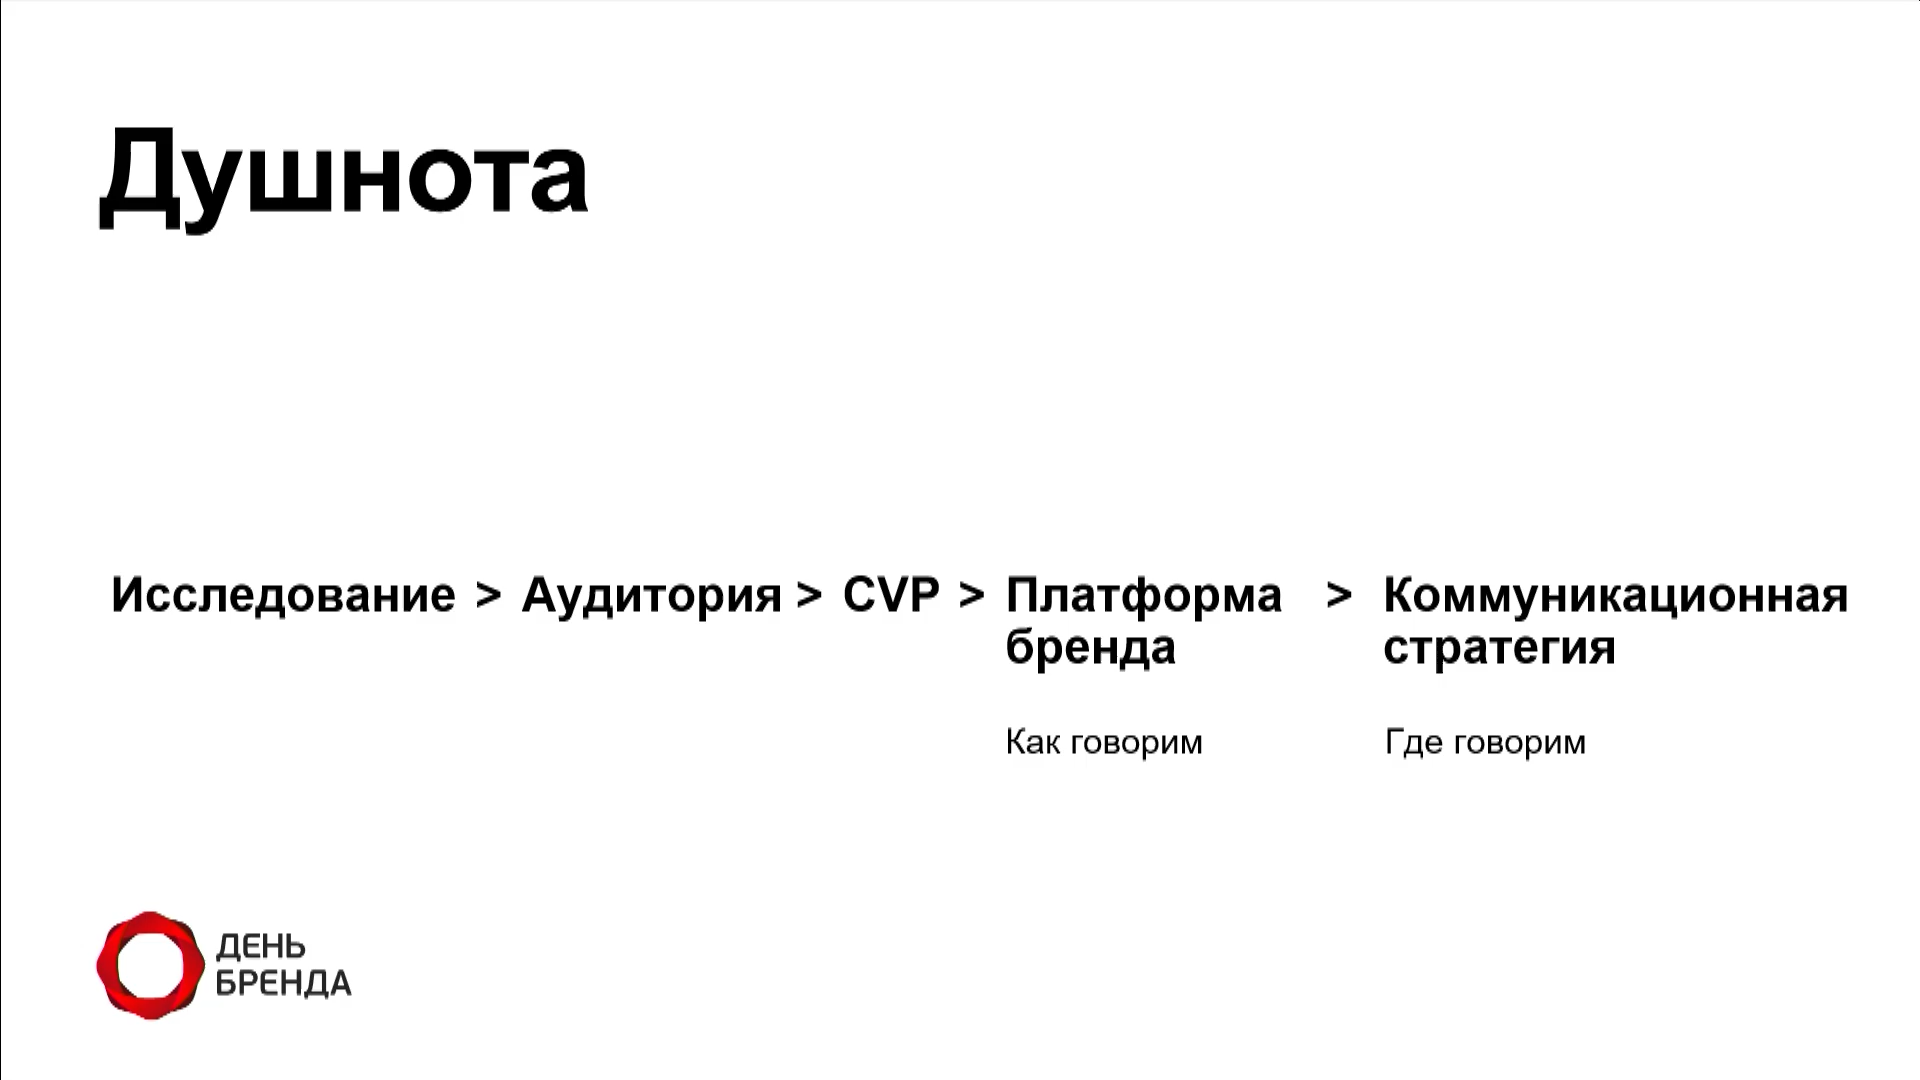 Душнота
Исследование > Аудитория > CVP > Платформа > Коммуникационная
бренда стратегия
Как говорим Где говорим
ДЕНЬ
БРЕНДА